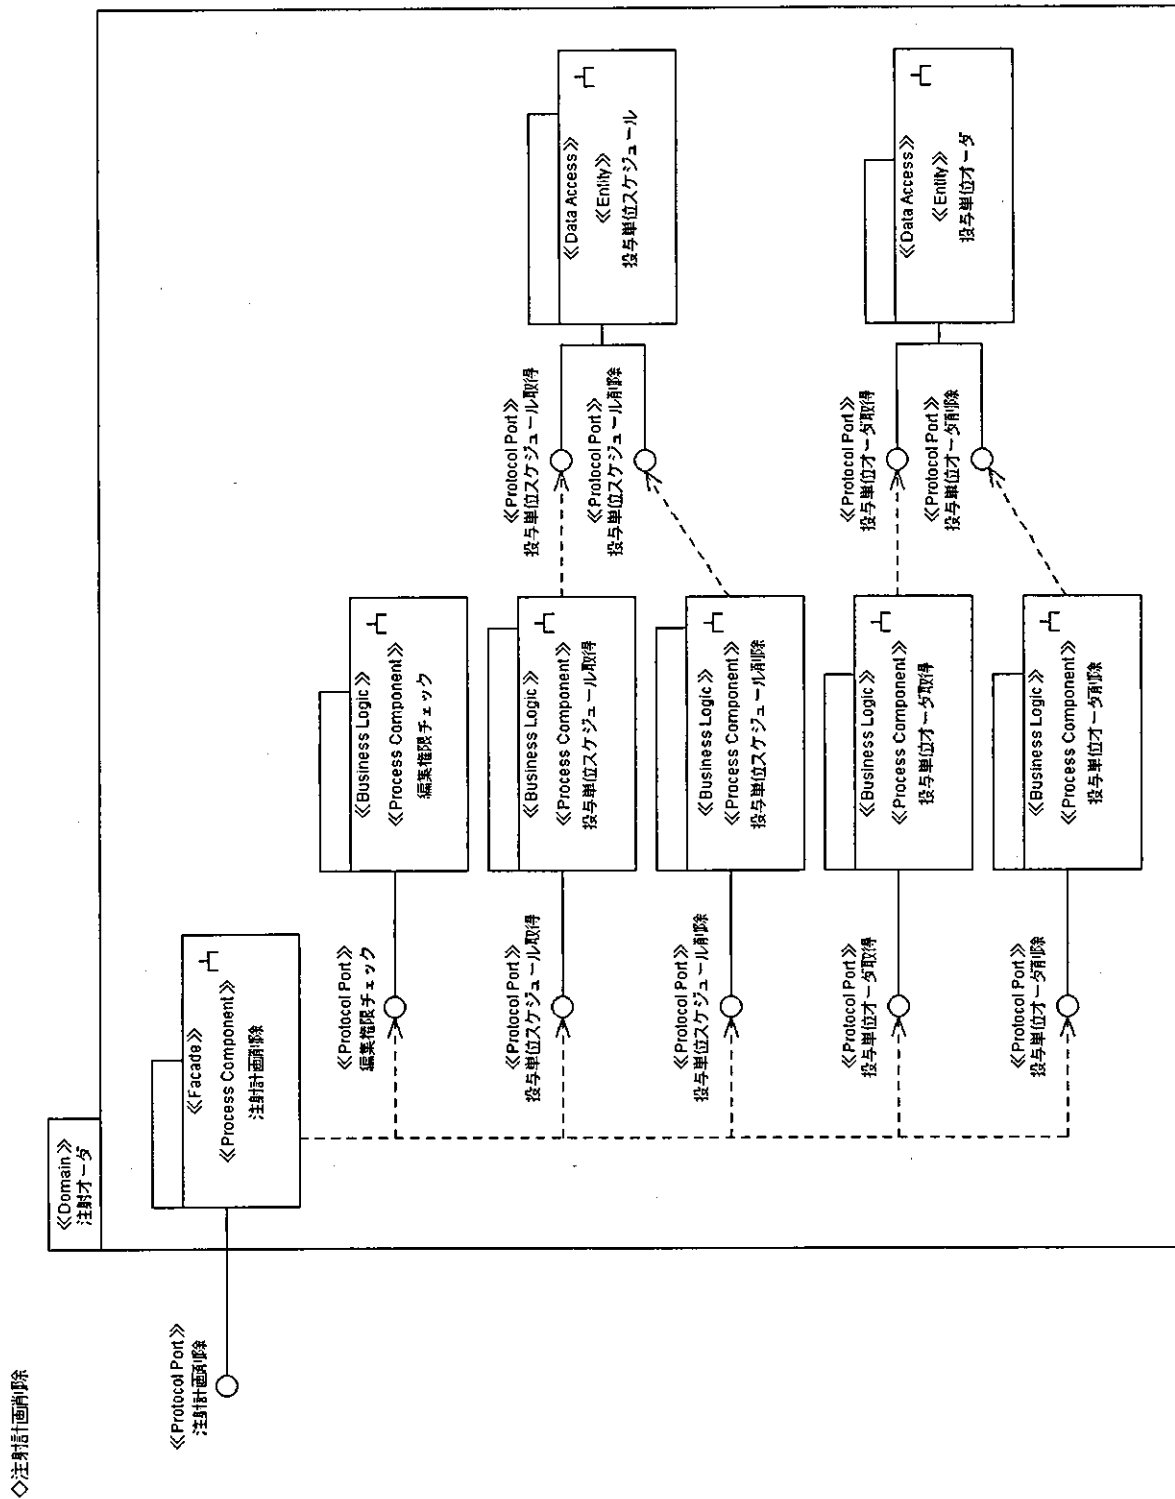 ◇注射計画削除
≪Domain≫
注射オーダ
≪Protocol Port≫
注射計画削除
≪Facade≫
≪Process Component≫
注射計画削除
≪Protocol Port≫
編集権限チェック
≪Business Logic≫
≪Process Component≫
編集権限チェック
≪Protocol Port≫
投与単位スケジュール取得
≪Business Logic≫
≪Process Component≫
投与単位スケジュール取得
≪Protocol Port≫
投与単位スケジュール取得
≪Protocol Port≫
投与単位スケジュール削除
≪Data Access≫
≪Entity≫
投与単位スケジュール
≪Protocol Port≫
投与単位スケジュール削除
≪Business Logic≫
≪Process Component≫
投与単位スケジュール削除
≪Protocol Port≫
投与単位オーダ取得
≪Business Logic≫
≪Process Component≫
投与単位オーダ取得
≪Protocol Port≫
投与単位オーダ取得
≪Protocol Port≫
投与単位オーダ削除
≪Data Access≫
≪Entity≫
投与単位オーダ
≪Protocol Port≫
投与単位オーダ削除
≪Business Logic≫
≪Process Component≫
投与単位オーダ削除